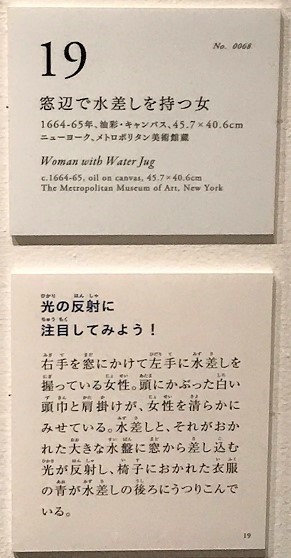 19
No. 0068
窓辺で水差しを持つ女
1664-65年、油彩・キャンバス、45.7×40.6cm
ニューヨーク、メトロポリタン美術館蔵
Woman with Water Jug
c.1664-65, oil on canvas, 45.7×40.6cm
The Metropolitan Museum of Art, New York
光の反射に
注目してみよう！
右手を窓にかけて左手に水差しを
握っている女性。頭にかぶった白い
頭巾と肩掛けが、女性を清らかに
みせている。水差しと、それがおか
れた大きな水盤に窓から差し込む
光が反射し、椅子におかれた衣服
の青が水差しの後ろにうつりこんで
いる。
19